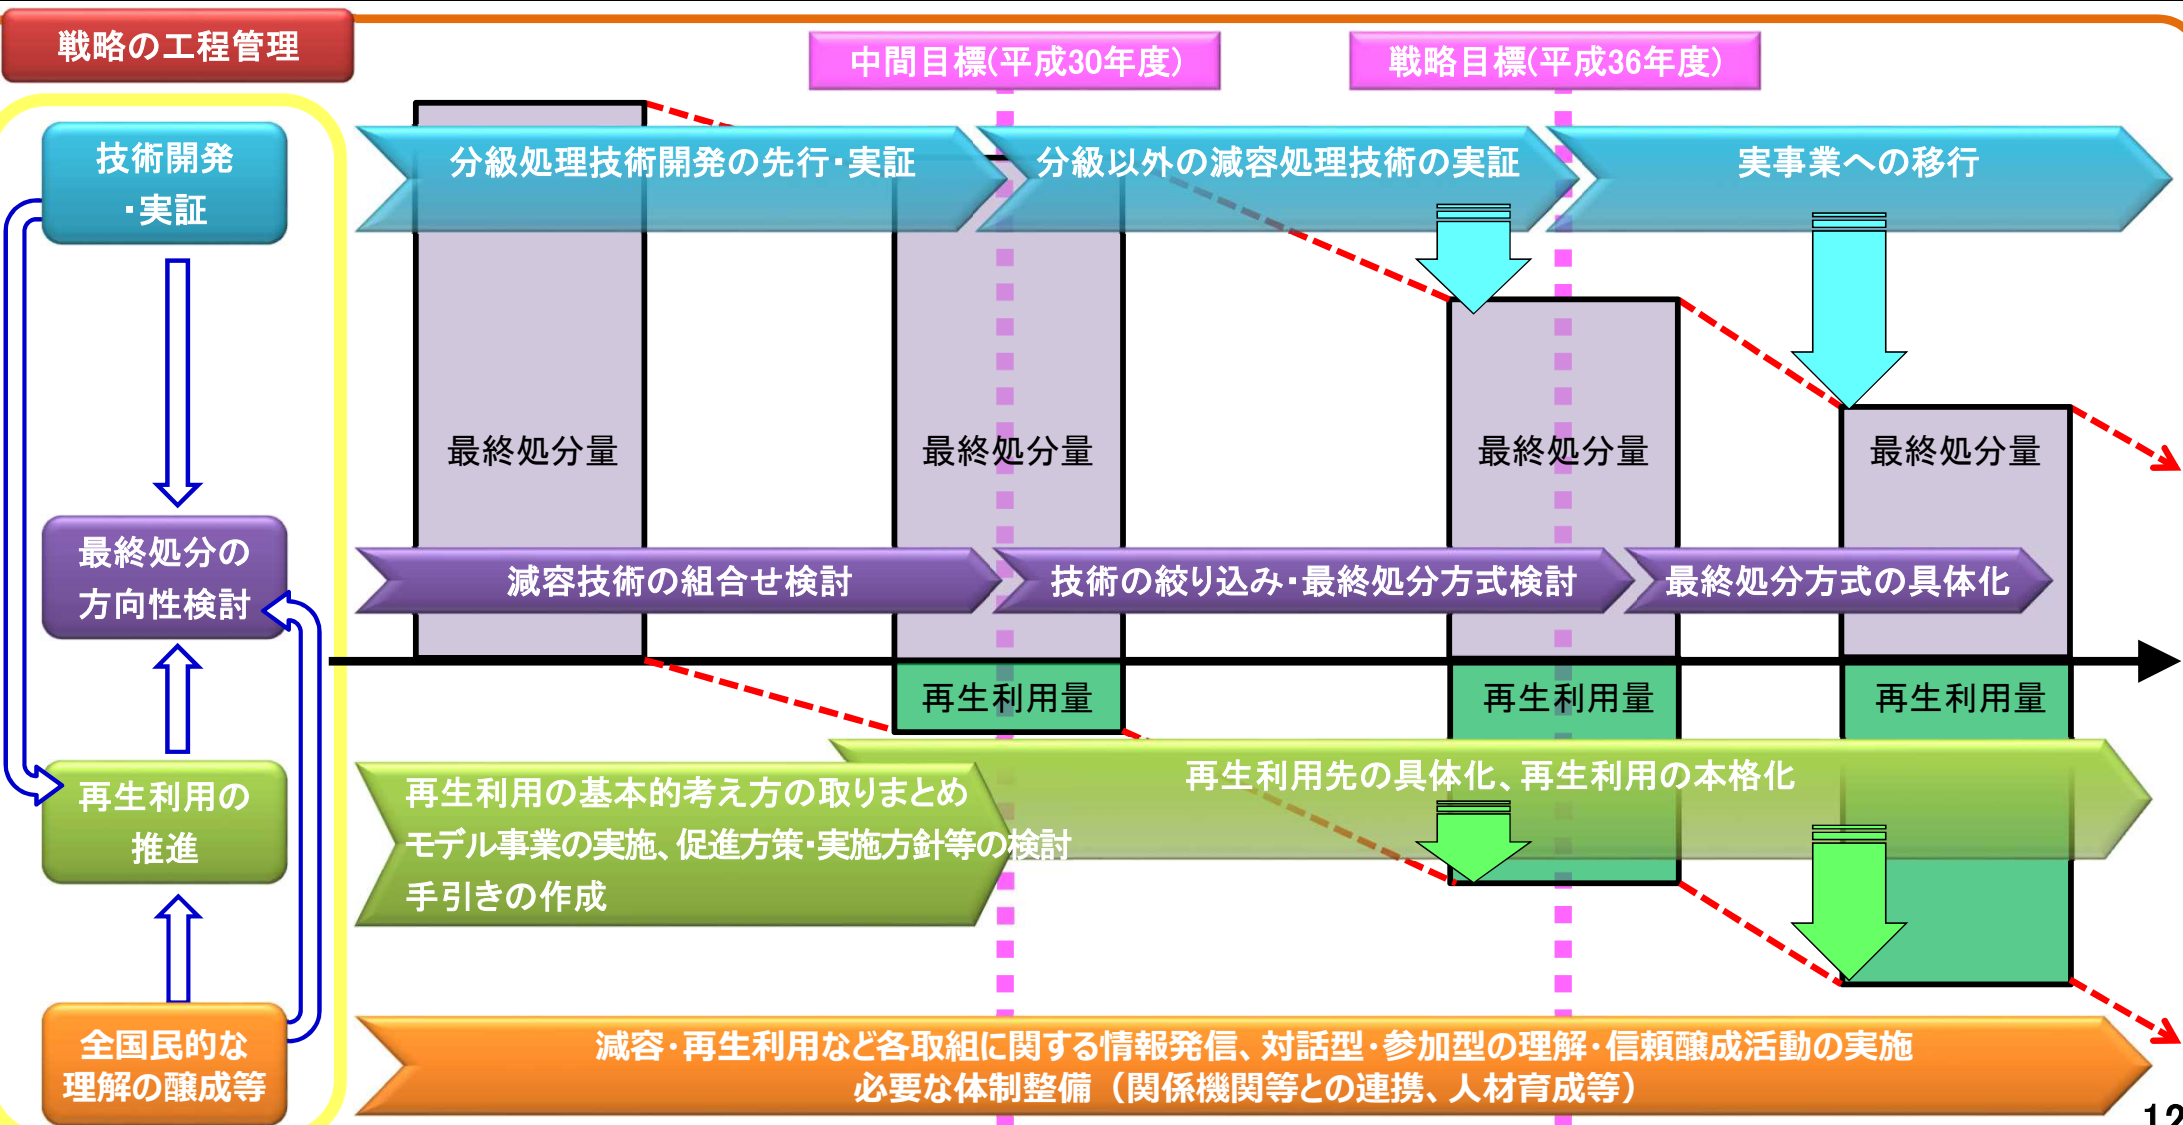 戦略の工程管理
中間目標(平成30年度)
戦略目標(平成36年度)
技術開発
・実証
分級処理技術開発の先行・実証
分級以外の減容処理技術の実証
実事業への移行
最終処分量
最終処分量
最終処分量
最終処分量
最終処分の
方向性検討
減容技術の組合せ検討
技術の絞り込み・最終処分方式検討
最終処分方式の具体化
再生利用量
再生利用量
再生利用量
再生利用の
推進
再生利用の基本的考え方の取りまとめ
モデル事業の実施、促進方策・実施方針等の検討
手引きの作成
再生利用先の具体化、再生利用の本格化
全国民的な
理解の醸成等
減容・再生利用など各取組に関する情報発信、対話型・参加型の理解・信頼醸成活動の実施
必要な体制整備（関係機関等との連携、人材育成等）
12